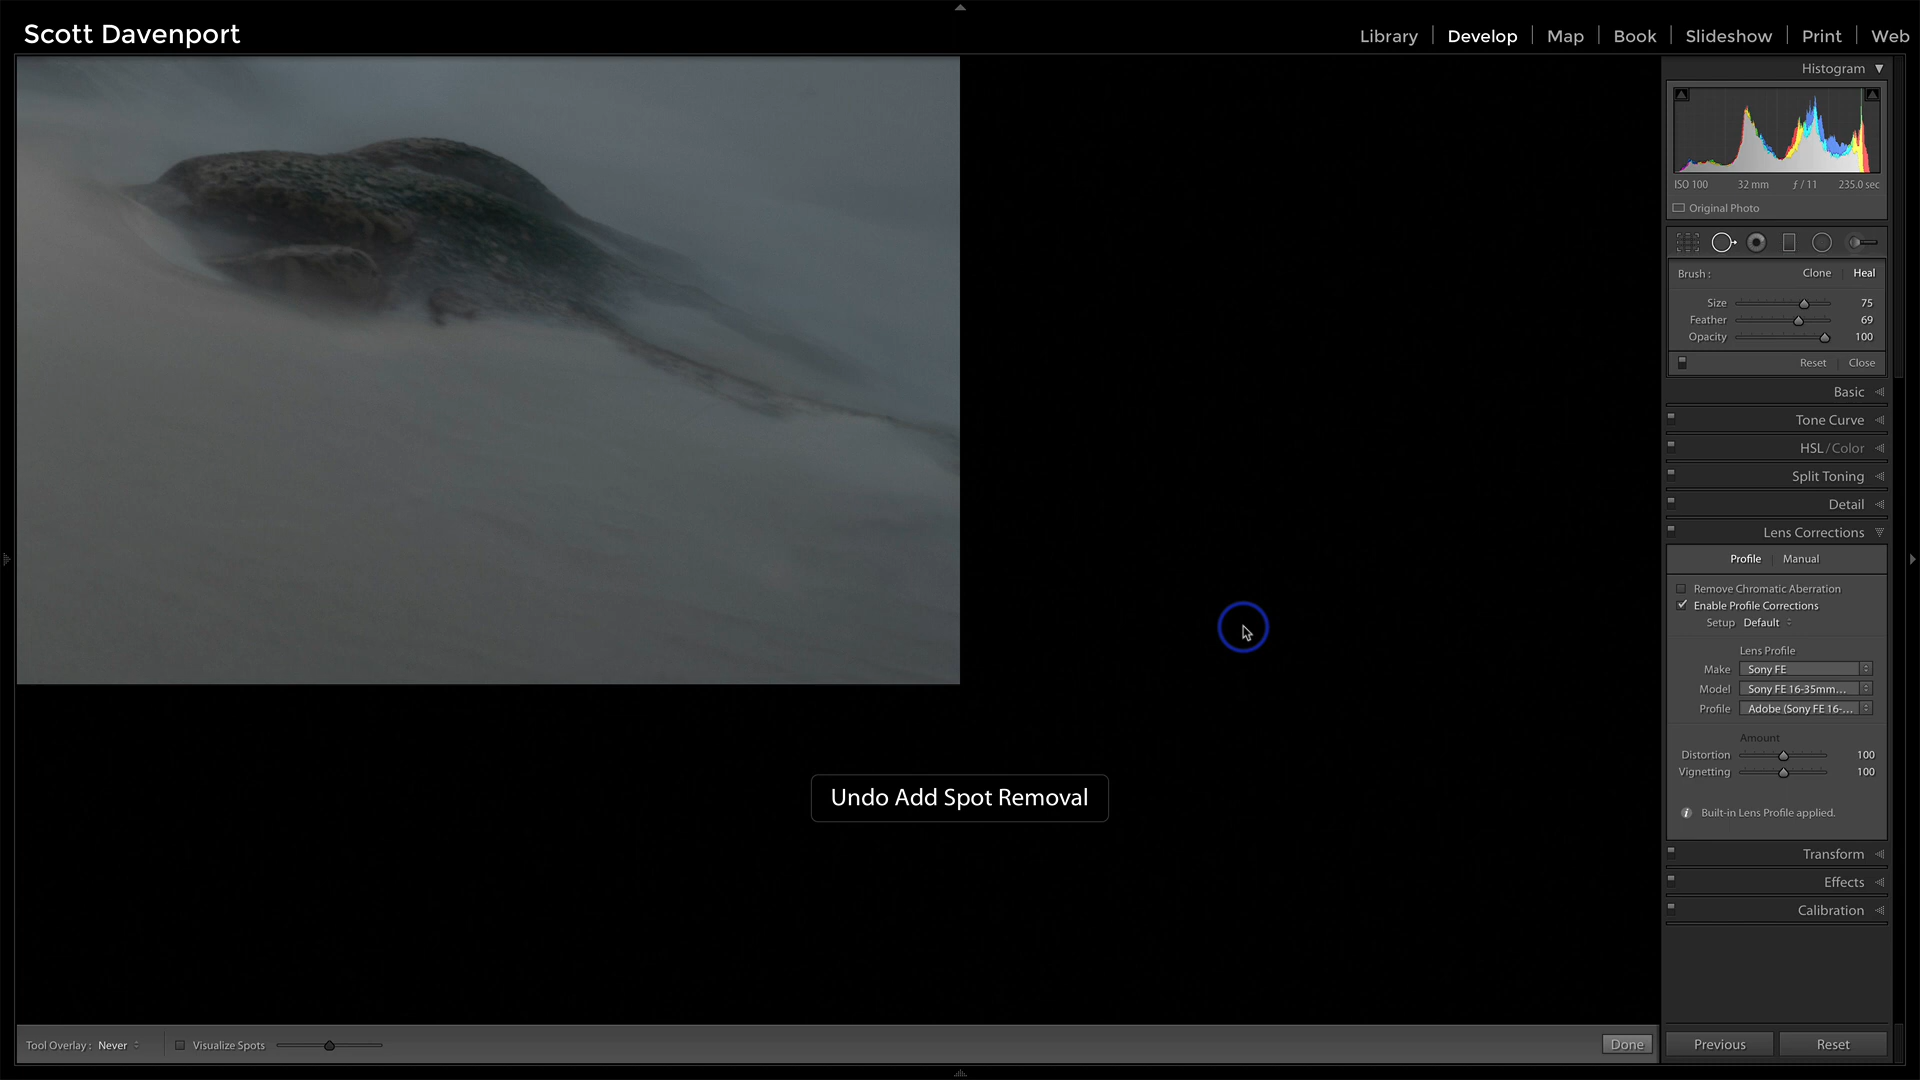 Scott Davenport
Library | Develop | Map | Book | Slideshow | Print | Web
Histogram
ISO 100 32 mm ƒ / 11 235.0 sec
Original Photo
Brush : Clone Heal
Size 75
Feather 69
Opacity 100
Reset Close
Basic
Tone Curve
HSL / Color
Split Toning
Detail
Lens Corrections
Profile Manual
Remove Chromatic Aberration
Enable Profile Corrections
Setup Default
Lens Profile
Make Sony FE
Model Sony FE 16-35mm...
Profile Adobe (Sony FE 16-...
Amount
Distortion 100
Vignetting 100
Undo Add Spot Removal
Built-in Lens Profile applied.
Transform
Effects
Calibration
Tool Overlay : Never Visualize Spots Done Previous Reset